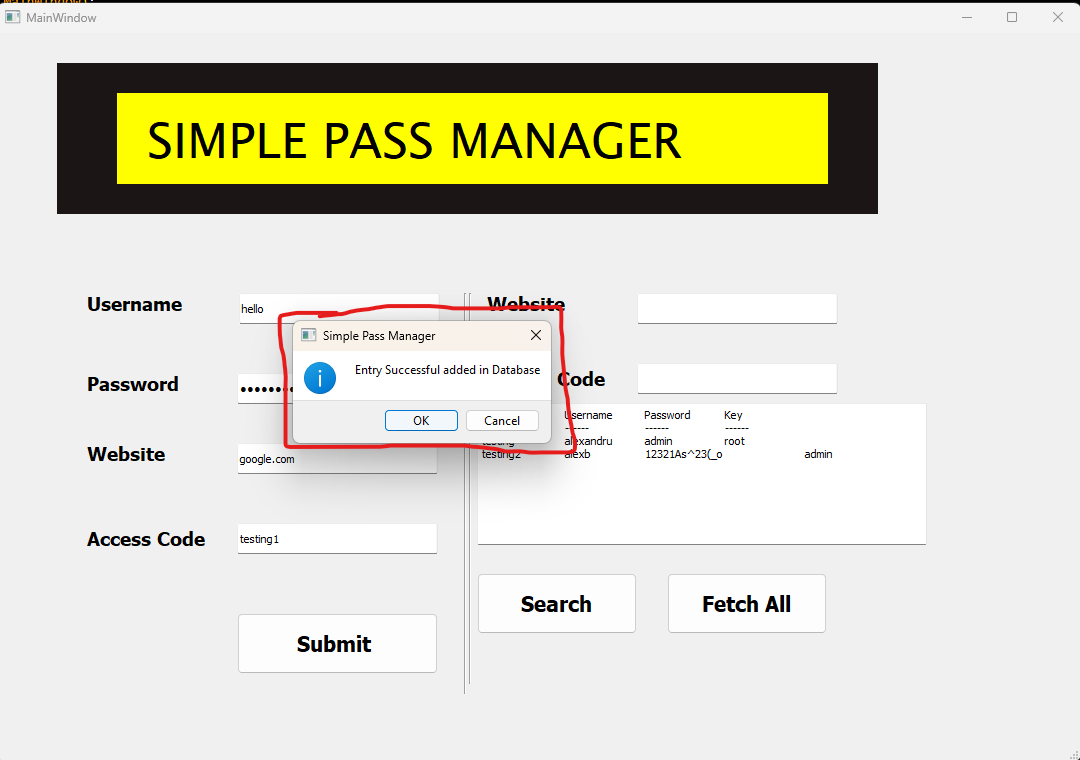 MainWindow
SIMPLE PASS MANAGER
Username
hello
Password
••••••••
Website
google.com
Access Code
testing1
Submit
Simple Pass Manager
Entry Successful added in Database
OK
Cancel
Website
Code
Username Password Key
------ ------ ------
testing alexandru admin root
testing2 alexb 12321As^23(_o admin
Search
Fetch All